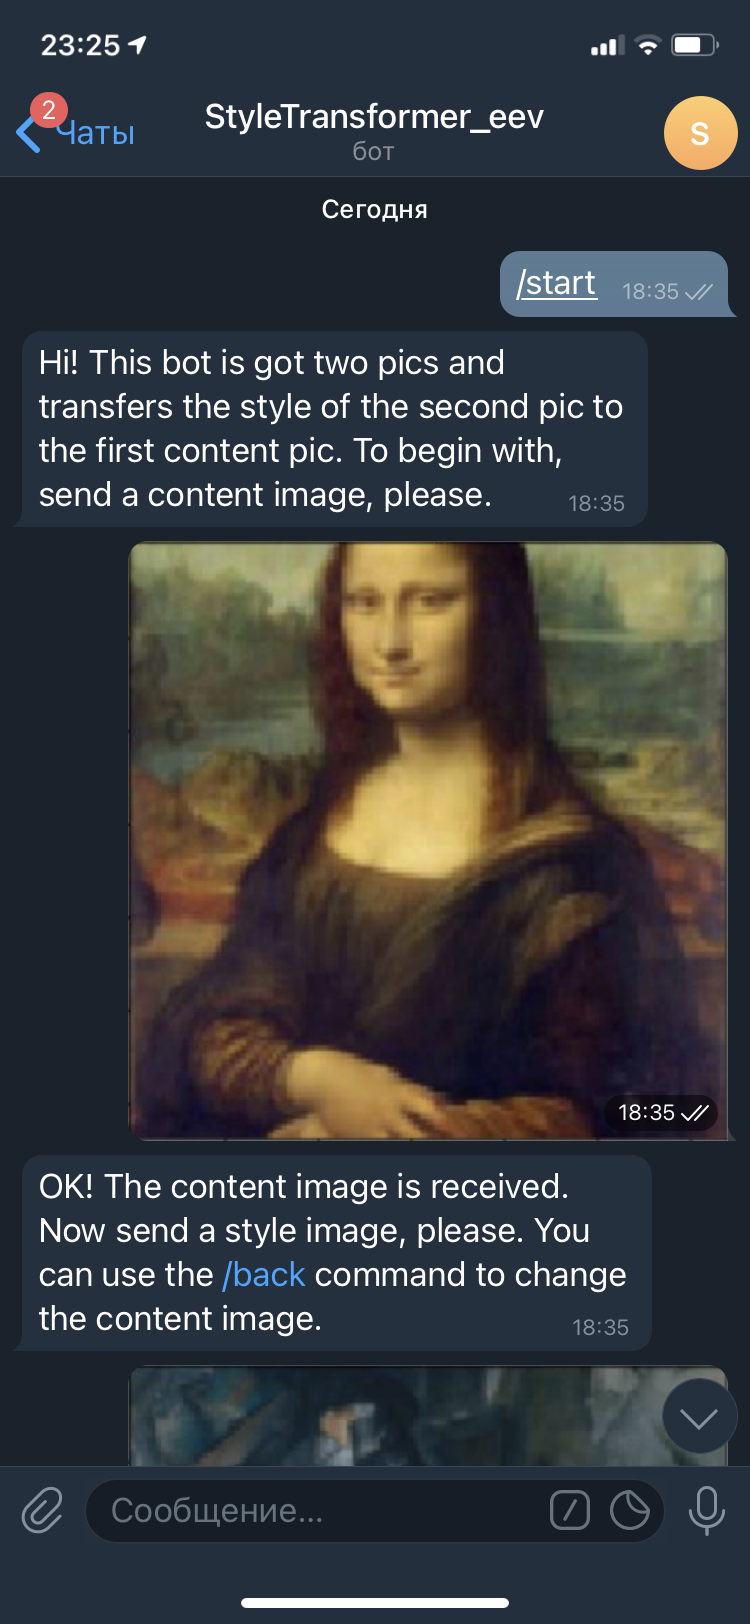 23:25
2
Чаты
StyleTransformer_eev
бот
S
Сегодня
/start 18:35
Hi! This bot is got two pics and
transfers the style of the second pic to
the first content pic. To begin with,
send a content image, please. 18:35
18:35
OK! The content image is received.
Now send a style image, please. You
can use the /back command to change
the content image. 18:35
Сообщение...